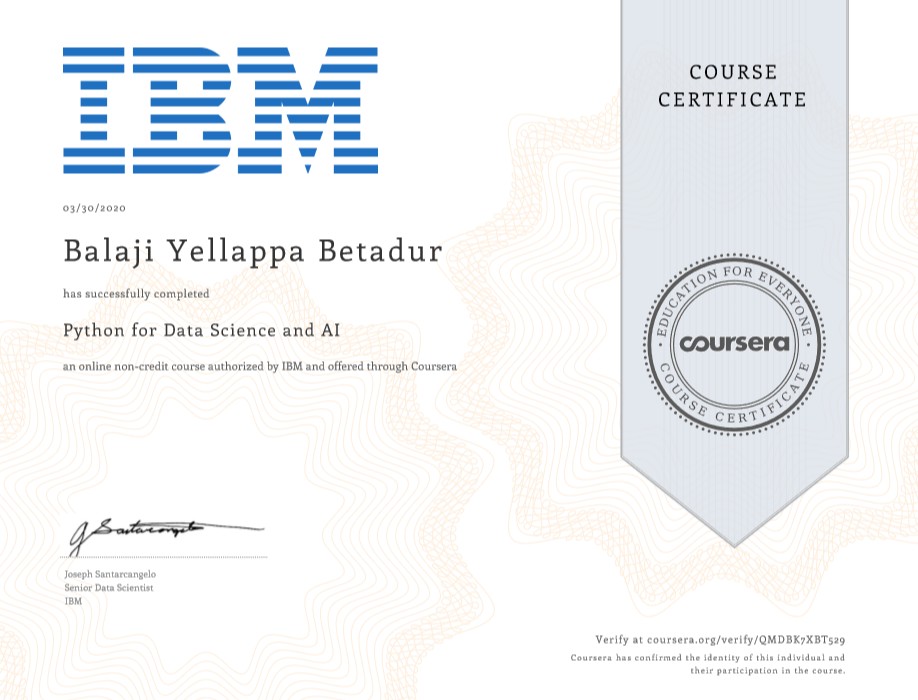 IBM
03/30/2020
Balaji Yellappa Betadur
has successfully completed
Python for Data Science and AI
an online non-credit course authorized by IBM and offered through Coursera
J Santarcangelo
Joseph Santarcangelo
Senior Data Scientist
IBM
COURSE
CERTIFICATE
EDUCATION FOR EVERYONE
coursera
COURSE CERTIFICATE
Verify at coursera.org/verify/QMDBK7XBT529
Coursera has confirmed the identity of this individual and
their participation in the course.